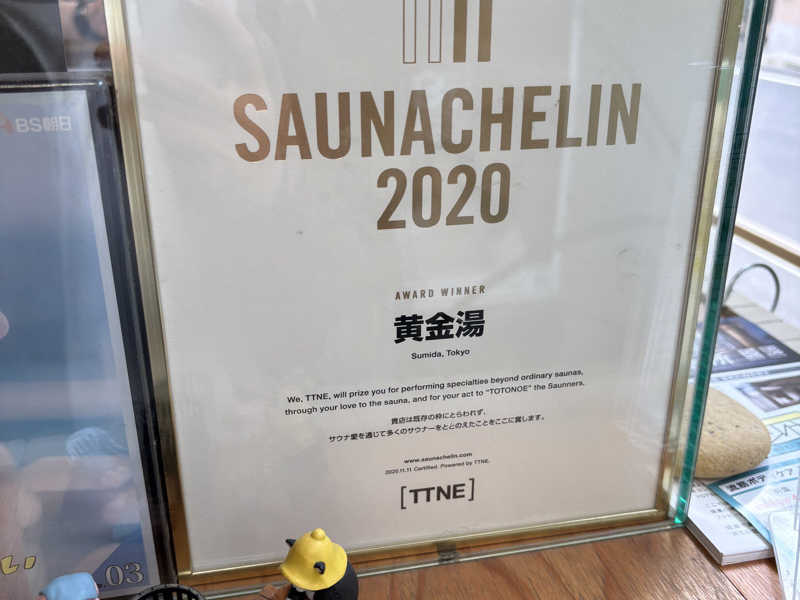 BS朝日
SAUNACHELIN
2020
AWARD WINNER
黄金湯
Sumida, Tokyo
We, TTNE, will prize you for performing specialties beyond ordinary saunas,
through your love to the sauna, and for your act to "TOTONOE" the Saunners.
貴店は既存の枠にとらわれず、
サウナ愛を通じて多くのサウナーをととのえたことをここに賞します。
www.saunachelin.com
2020.11.11 Certified. Powered by TTNE.
[TTNE]
い
.03